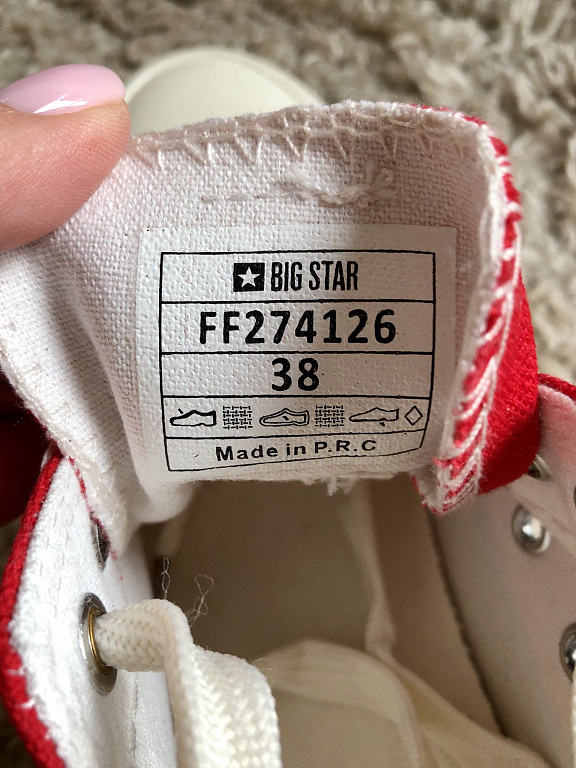 BIG STAR
FF274126
38
Made in P.R.C